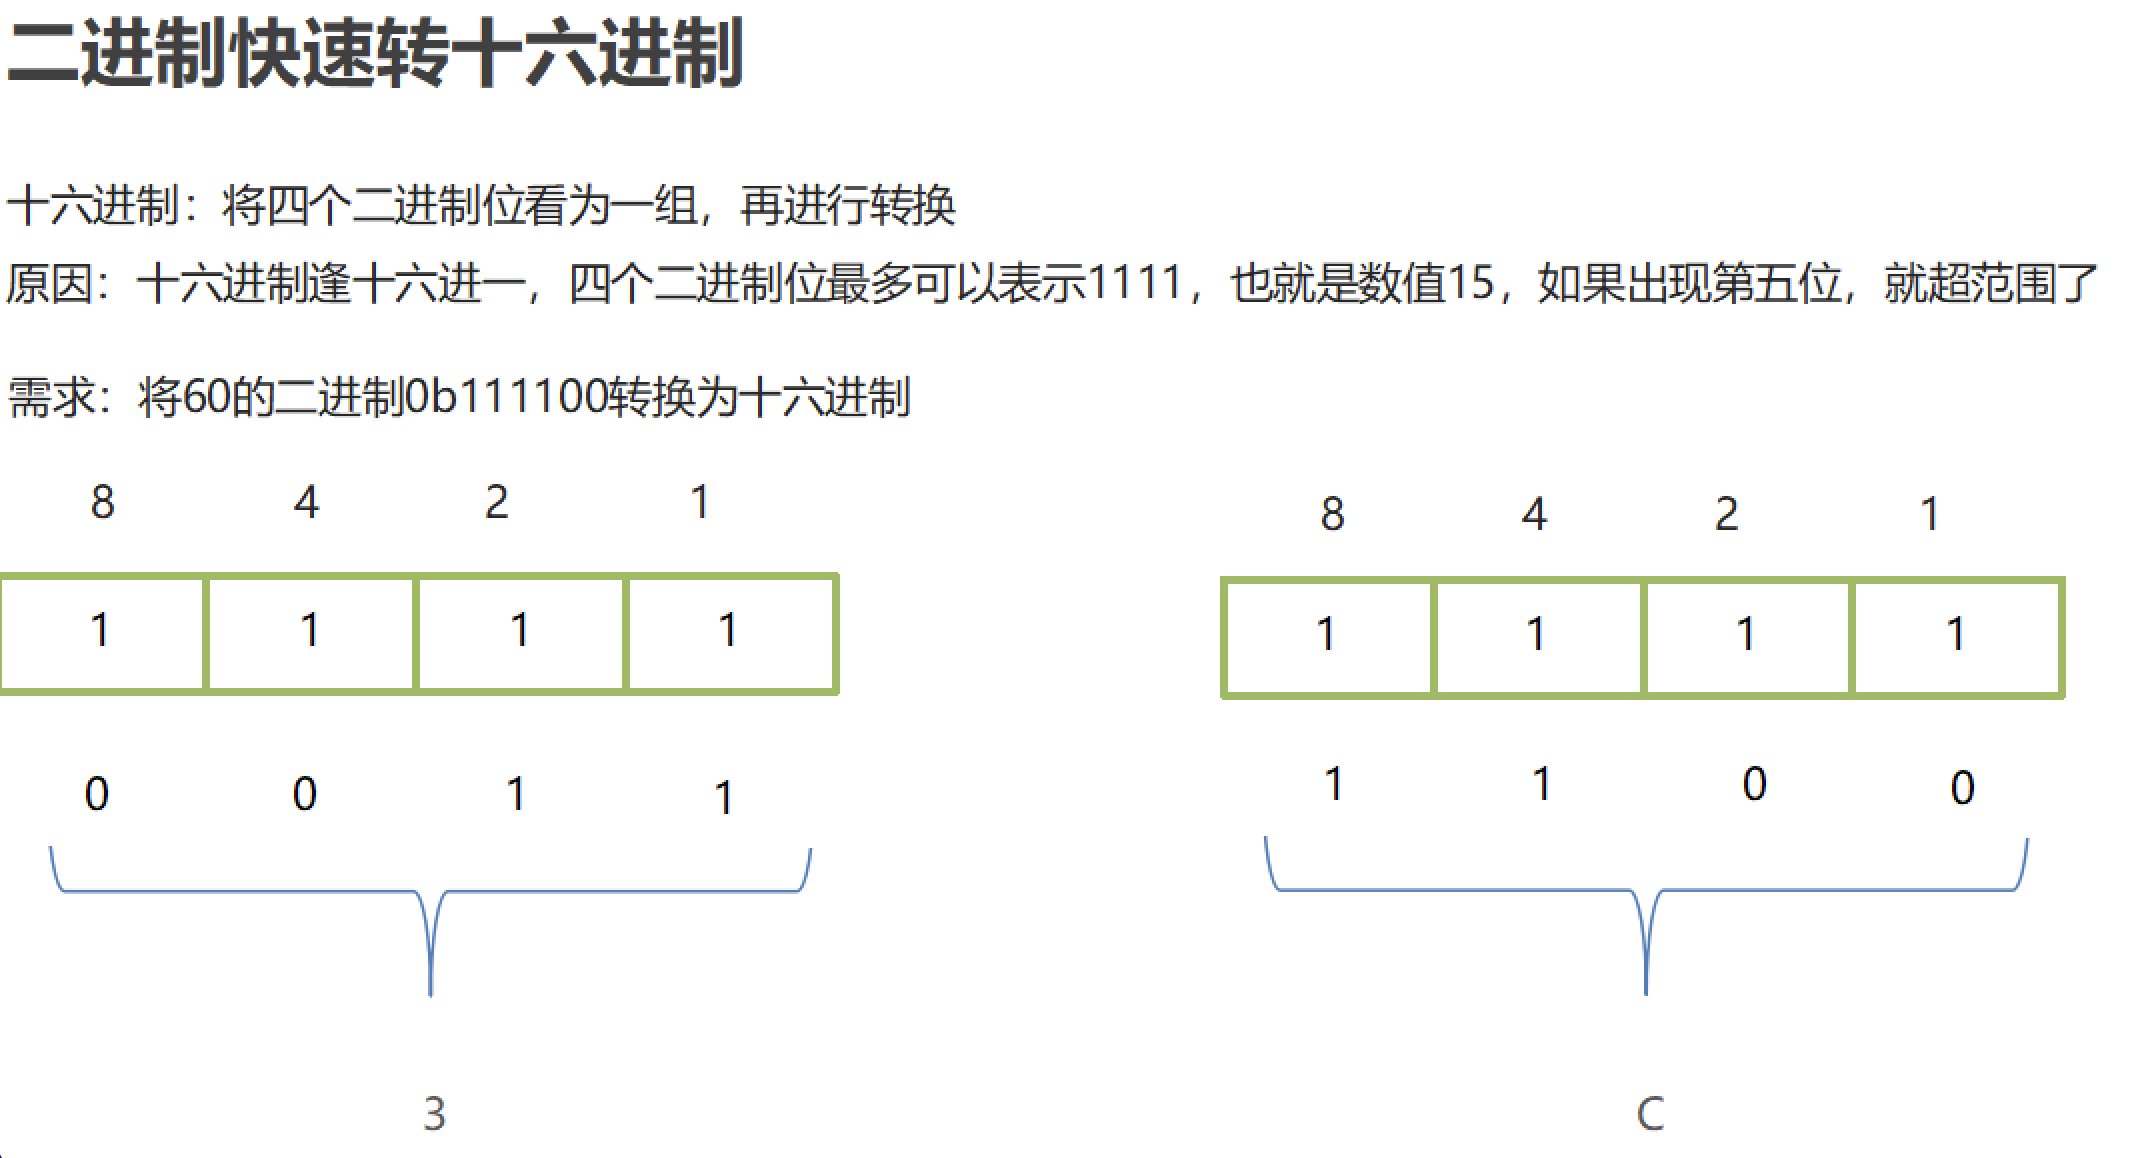 二进制快速转十六进制
十六进制：将四个二进制位看为一组，再进行转换
原因：十六进制逢十六进一，四个二进制位最多可以表示1111，也就是数值15，如果出现第五位，就超范围了
需求：将60的二进制0b111100转换为十六进制
8 4 2 1 8 4 2 1
1 1 1 1 1 1 1 1
0 0 1 1 1 1 0 0
3 C